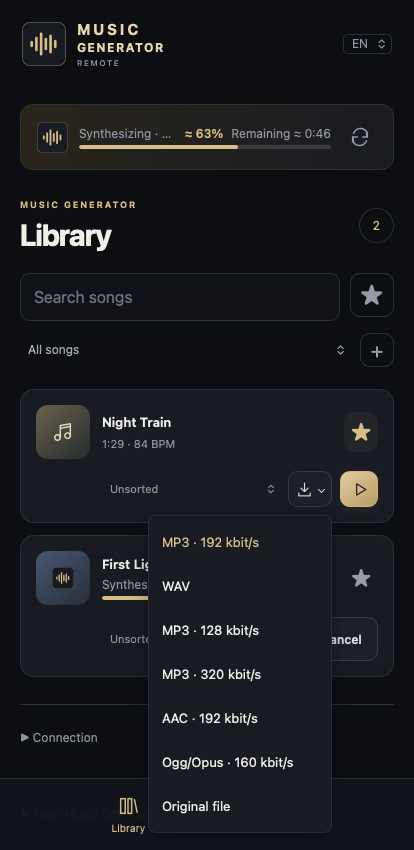 MUSIC
GENERATOR
REMOTE
EN
Synthesizing · ... ≈ 63% Remaining ≈ 0:46
MUSIC GENERATOR
Library
2
Search songs
All songs
Night Train
1:29 · 84 BPM
Unsorted
First Lig
Synthes
Unsorte
ancel
MP3 · 192 kbit/s
WAV
MP3 · 128 kbit/s
MP3 · 320 kbit/s
AAC · 192 kbit/s
Ogg/Opus · 160 kbit/s
Original file
Connection
Keep Music G
Library